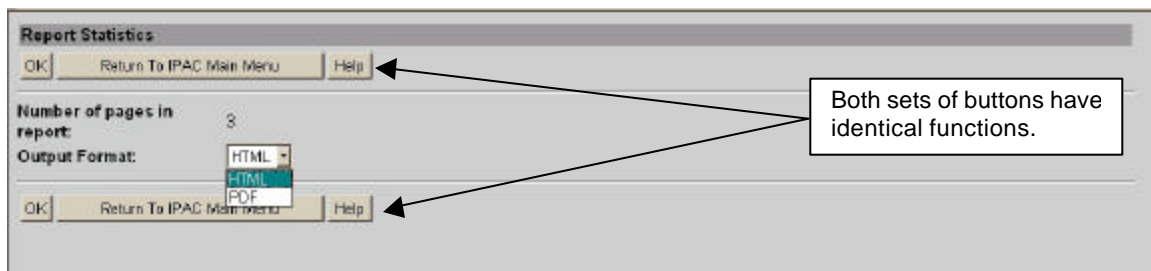 Report Statistics
OK Return To IPAC Main Menu Help
Number of pages in
report: 3
Output Format: HTML
HTML
PDF
OK Return To IPAC Main Menu Help
Both sets of buttons have
identical functions.